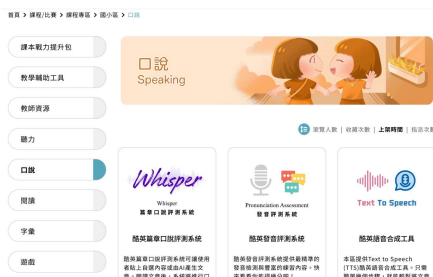 首頁 > 課程/比賽 > 課程專區 > 國小區 > 口說
課本戰力提升包
教學輔助工具
教師資源
聽力
口說
閱讀
字彙
遊戲
口說
Speaking
瀏覽人數 | 收藏次數 | 上架時間 |
Whisper
Whisper
篇章口說評測系統
酷英篇章口說評測系統
酷英篇章口說評測系統可讓使用
者貼上自選內容或由AI產生文
Pronunciation Assessment
發音評測系統
酷英發音評測系統
酷英發音評測系統提供最精準的
發音檢測與豐富的練習內容。快
Text To Speech
酷英語音合成工具
本區提供Text to Speech
(TTS)酷英語音合成工具。只需